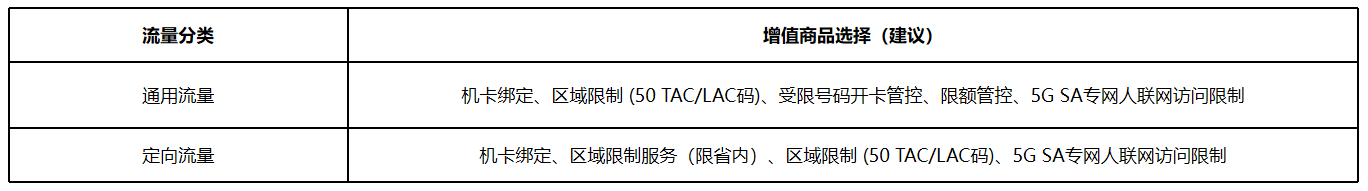 流量分类 增值商品选择（建议）
通用流量 机卡绑定、区域限制 (50 TAC/LAC码)、受限号码开卡管控、限额管控、5G SA专网人联网访问限制
定向流量 机卡绑定、区域限制服务（限省内）、区域限制 (50 TAC/LAC码)、5G SA专网人联网访问限制